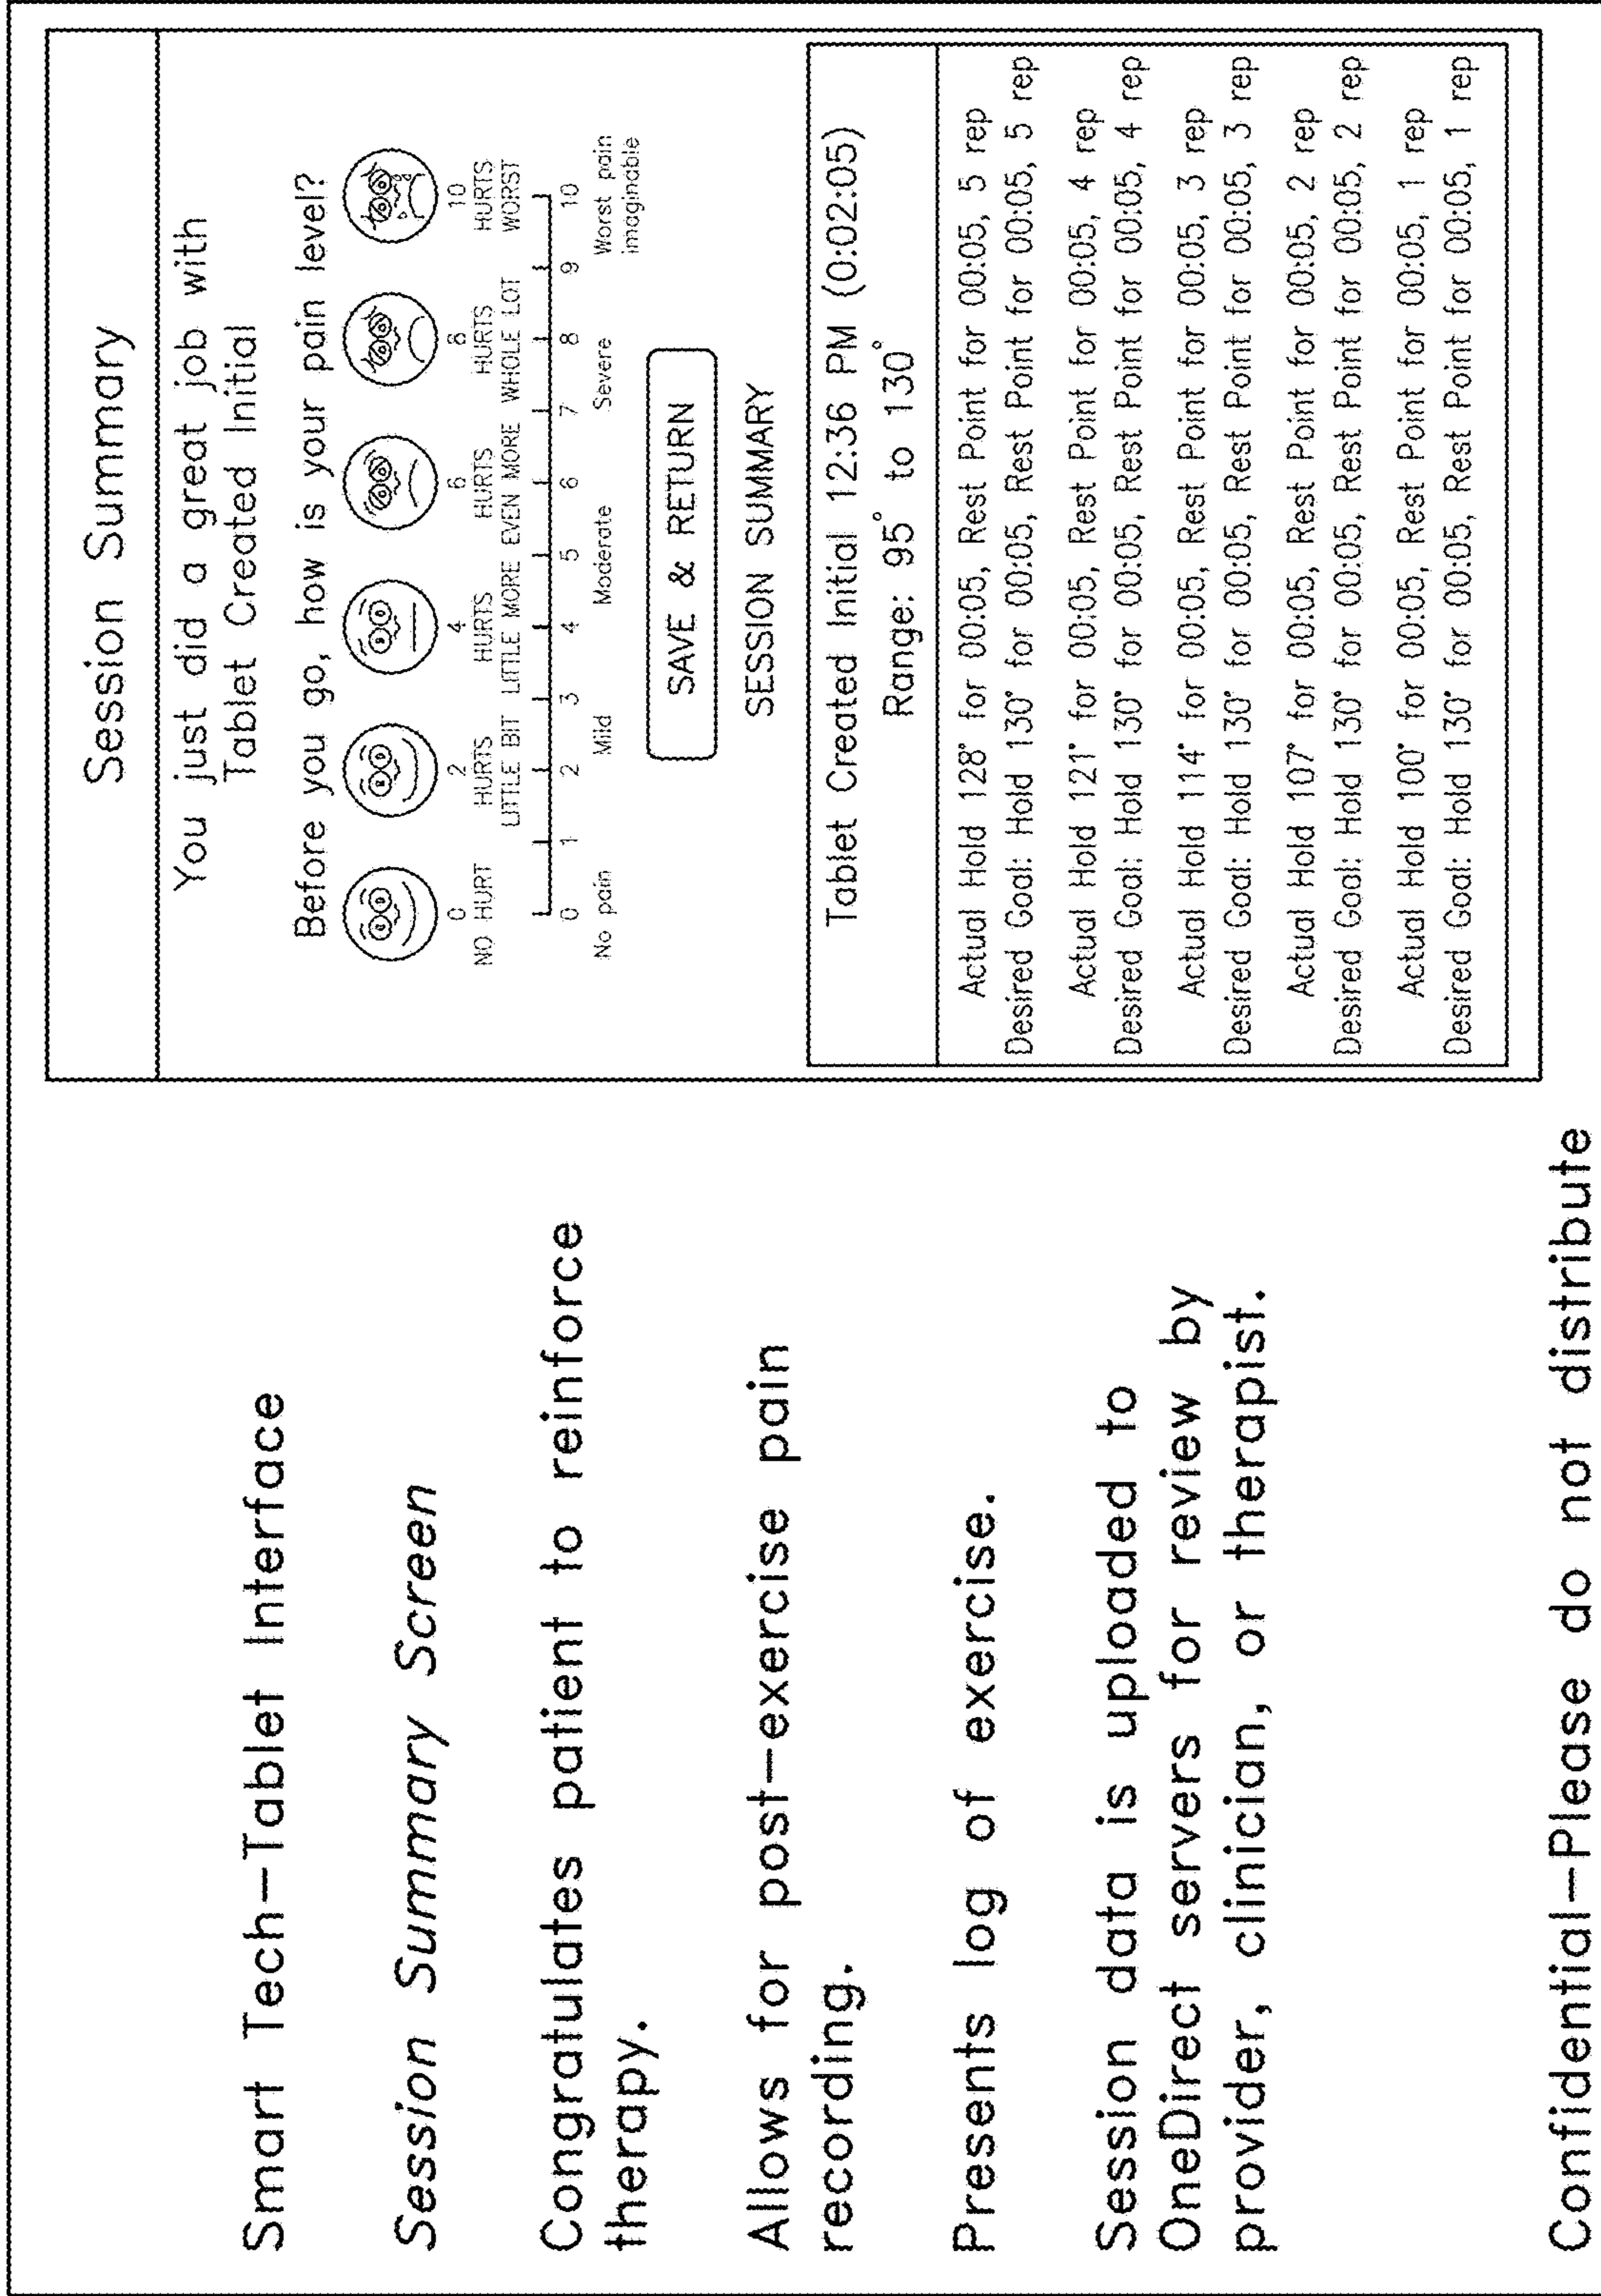 Smart Tech-Tablet Interface
Session Summary Screen
Congratulates patient to reinforce
therapy.
Allows for post-exercise pain
recording.
Presents log of exercise.
Session data is uploaded to
OneDirect servers for review by
provider, clinician, or therapist.
Confidential-Please do not distribute
Session Summary
You just did a great job with
Tablet Created Initial
Before you go, how is your pain level?
0 2 4 6 8 10
NO HURT HURTS HURTS HURTS HURTS HURTS
LITTLE BIT LITTLE MORE EVEN MORE WHOLE LOT WORST
0 1 2 3 4 5 6 7 8 9 10
No pain Mild Moderate Severe Worst pain
imaginable
SAVE & RETURN
SESSION SUMMARY
Tablet Created Initial 12:36 PM (0:02:05)
Range: 95° to 130°
Actual Hold 128° for 00:05, Rest Point for 00:05, 5 rep
Desired Goal: Hold 130° for 00:05, Rest Point for 00:05, 5 rep
Actual Hold 121° for 00:05, Rest Point for 00:05, 4 rep
Desired Goal: Hold 130° for 00:05, Rest Point for 00:05, 4 rep
Actual Hold 114° for 00:05, Rest Point for 00:05, 3 rep
Desired Goal: Hold 130° for 00:05, Rest Point for 00:05, 3 rep
Actual Hold 107° for 00:05, Rest Point for 00:05, 2 rep
Desired Goal: Hold 130° for 00:05, Rest Point for 00:05, 2 rep
Actual Hold 100° for 00:05, Rest Point for 00:05, 1 rep
Desired Goal: Hold 130° for 00:05, Rest Point for 00:05, 1 rep